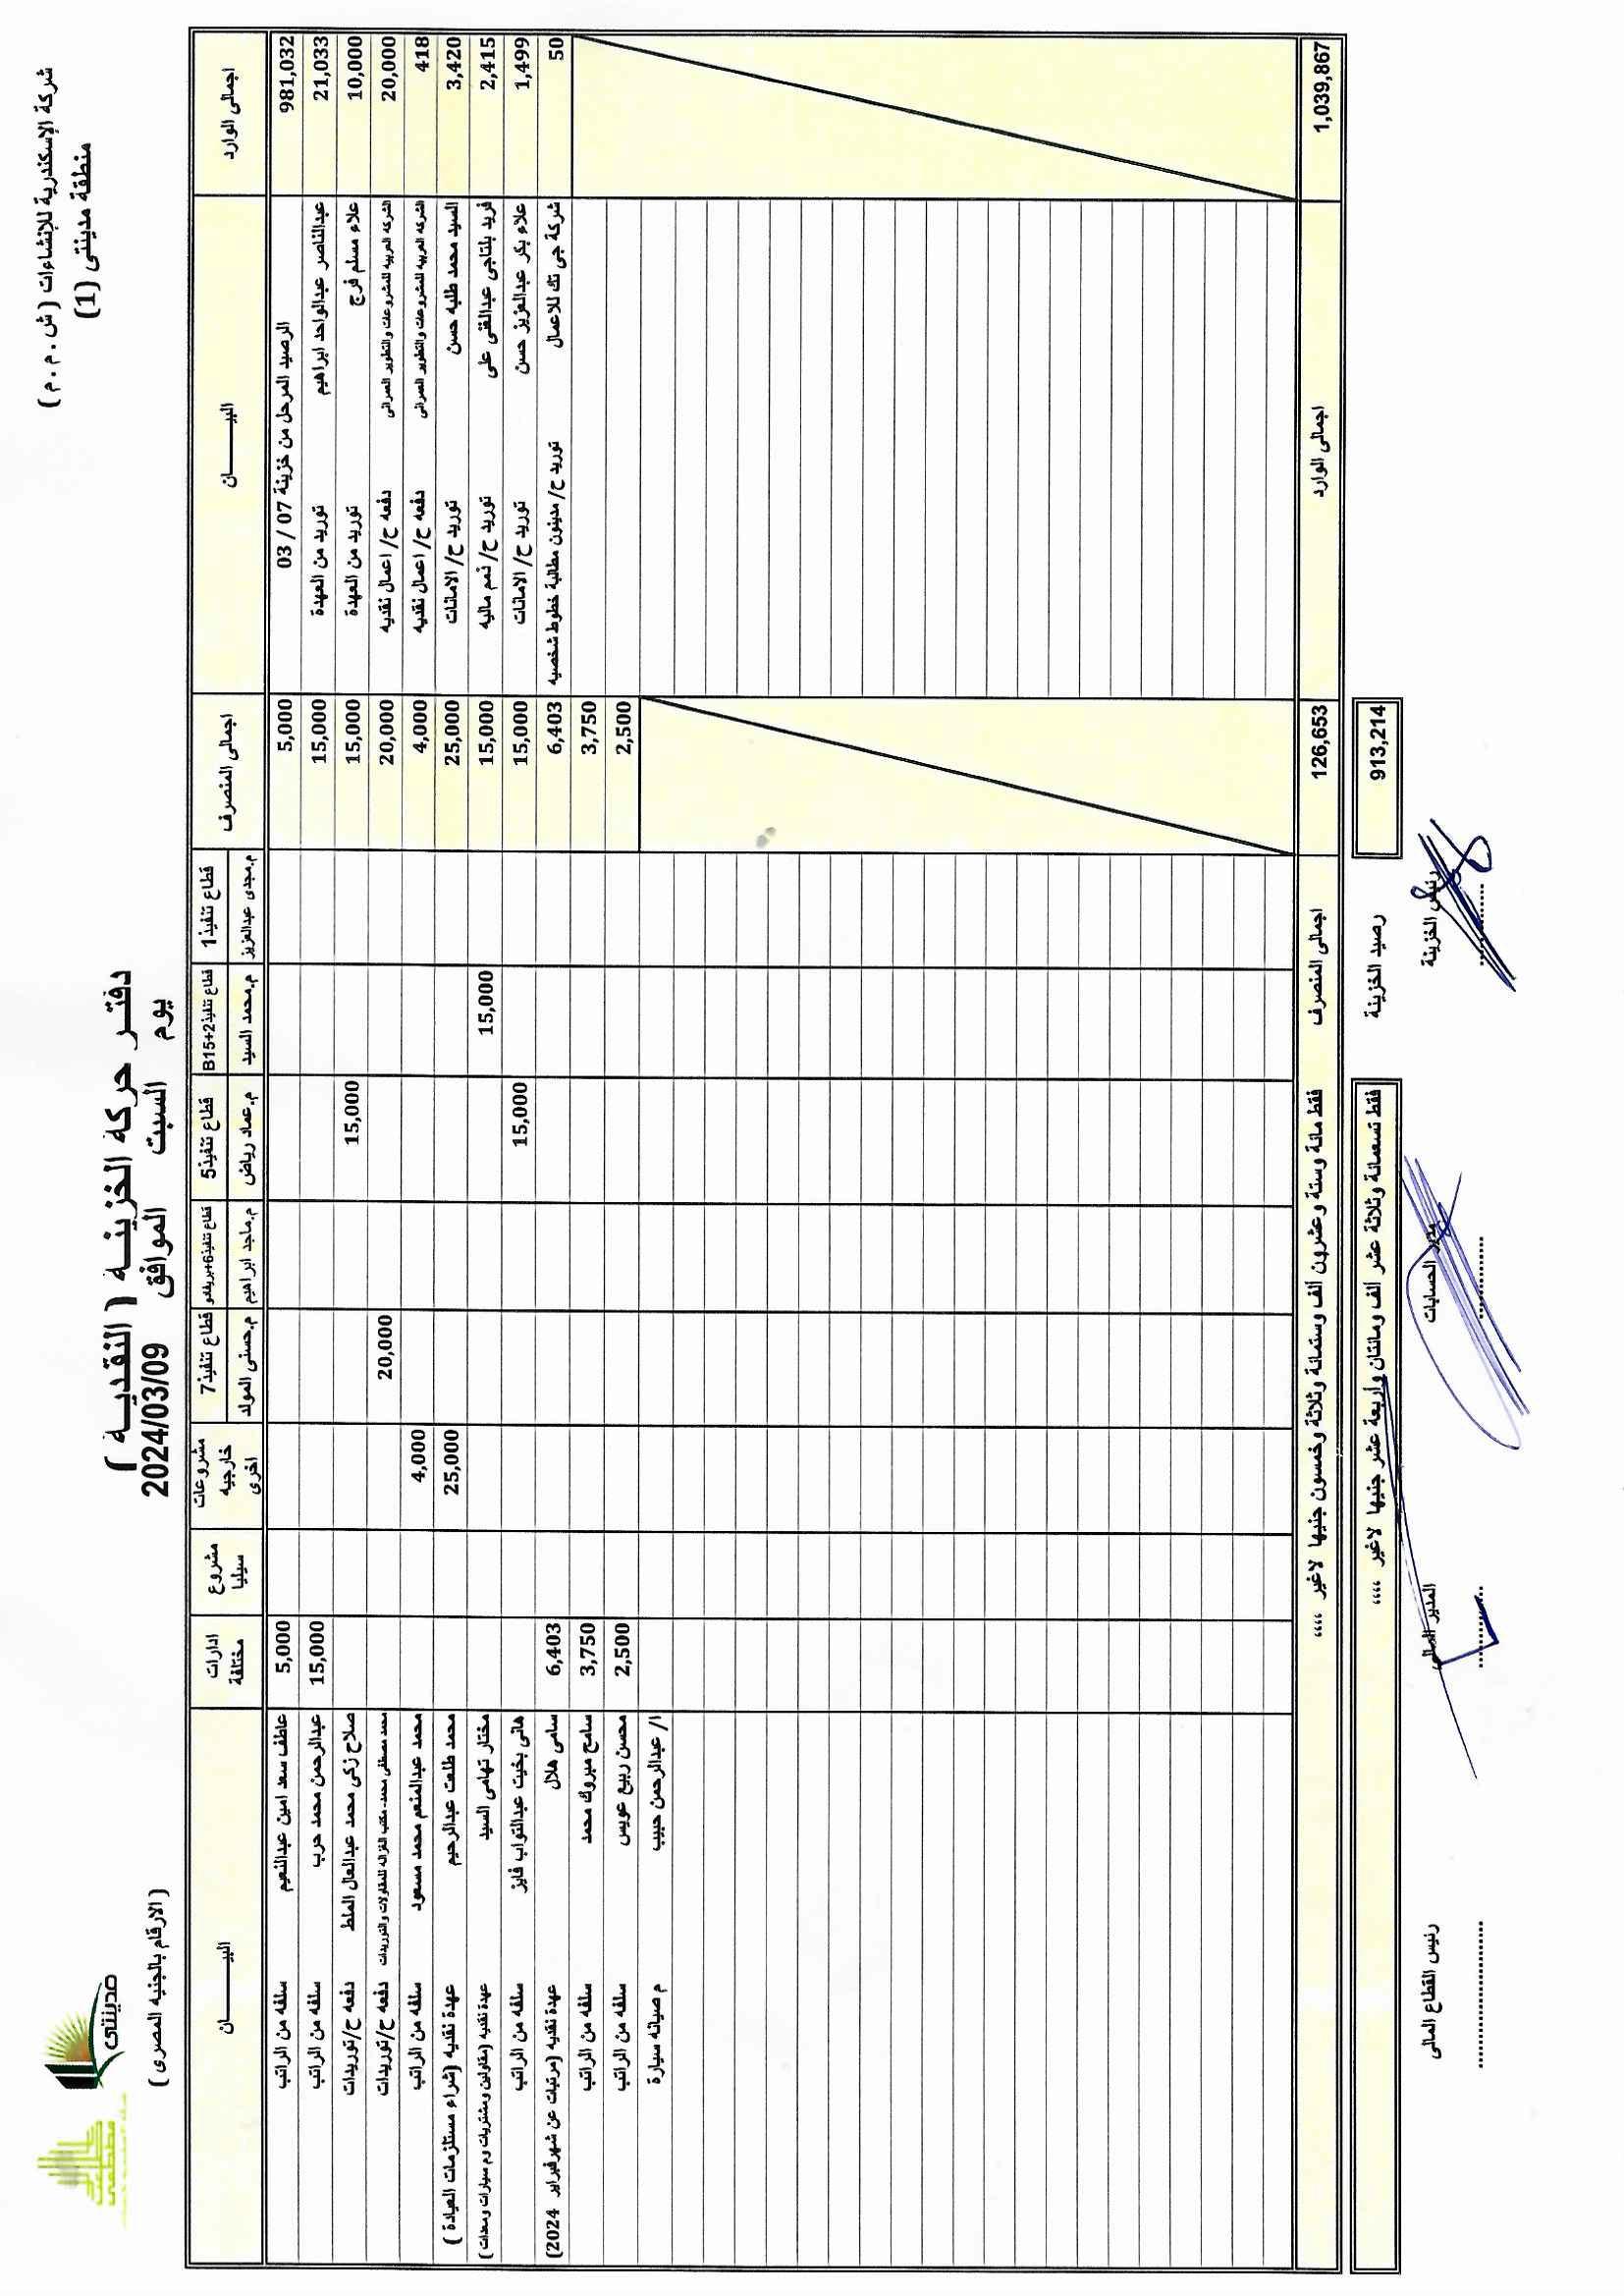 شركة الإسكندرية للإنشاءات ( ش . م . م )
منطقة مدينتى (1)
مدينتى
دفتـر حركة الخزينـه ( النقديـه )
يوم السبت الموافق 2024/03/09
( الارقام بالجنيه المصرى )
اجمالى الوارد البيـــــــان اجمالى المنصرف قطاع تنفيذ1 قطاع تنفيذ2+B15 قطاع تنفيذ5 قطاع تنفيذ6+بريفادو قطاع تنفيذ7 مشروعات خارجيه اخرى مشروع سيليا ادارات مختلفة البيـــــــان
م.مجدى عبدالعزيز م.محمد السيد م.عماد رياض م.ماجد ابراهيم م.حسنى المولد
981,032 الرصيد المرحل من خزينة 07 / 03 5,000 5,000 عاطف سعد امين عبدالنعيم سلفه من الراتب
21,033 عبدالناصر عبدالواحد ابراهيم توريد من العهدة 15,000 15,000 عبدالرحمن محمد حرب سلفه من الراتب
10,000 علاء مسلم فرج توريد من العهدة 15,000 15,000 صلاح زكى محمد عبدالعال الملط دفعه ح/توريدات
20,000 الشركه العربيه للمشروعات والتطوير العمرانى دفعه ح/ اعمال نقديه 20,000 20,000 محمد مصطفى محمد- مكتب الغزاله للمقاولات والتوريدات دفعه ح/توريدات
418 الشركه العربيه للمشروعات والتطوير العمرانى دفعه ح/ اعمال نقديه 4,000 4,000 محمد عبدالمنعم محمد مسعود سلفه من الراتب
3,420 السيد محمد طلبه حسن توريد ح/ الامانات 25,000 25,000 محمد طلعت عبدالرحيم عهدة نقديه (شراء مستلزمات العيادة )
2,415 فريد بلتاجى عبدالغنى على توريد ح/ نمم ماليه 15,000 15,000 مختار تهامى السيد عهدة نقديه (مقاولين ومشتريات وم سيارات ومعدات )
1,499 علاء بكر عبدالعزيز حسن توريد ح/ الامانات 15,000 15,000 هانى بخيت عبدالتواب فايز سلفه من الراتب
50 شركة جى تك للاعمال توريد ح/ مدينون مطالبة خطوط شخصيه 6,403 6,403 سامى هلال عهدة نقديه (مرتبات عن شهرفبراير 2024)
3,750 3,750 سامح مبروك محمد سلفه من الراتب
2,500 2,500 محسن ربيع عويس سلفه من الراتب
ا/ عبدالرحمن حبيب م صيانه سيارة
1,039,867 اجمالى الوارد 126,653 اجمالى المنصرف فقط مائة وستة وعشرون ألف وستمائة وثلاثة وخمسون جنيها لاغير ،،،،
913,214 رصيد الخزينة فقط تسعمائة وثلاثة عشر الف ومائتان وأربعة عشر جنيها لاغير ،،،،
رئيس الخزينة مدير الحسابات المدير المالى رئيس القطاع المالى